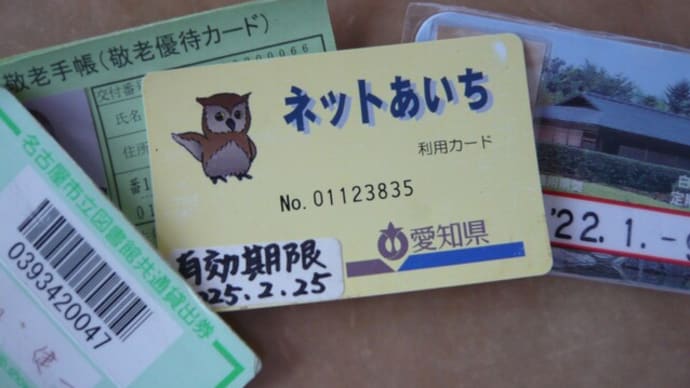 敬老手帳(敬老優待カード)
交付番号
氏名
住所
ネットあいち
利用カード
No. 01123835
愛知県
有効期限
25.2.25
名古屋市立図書館共通貸出券
0393420047
'22.1.-